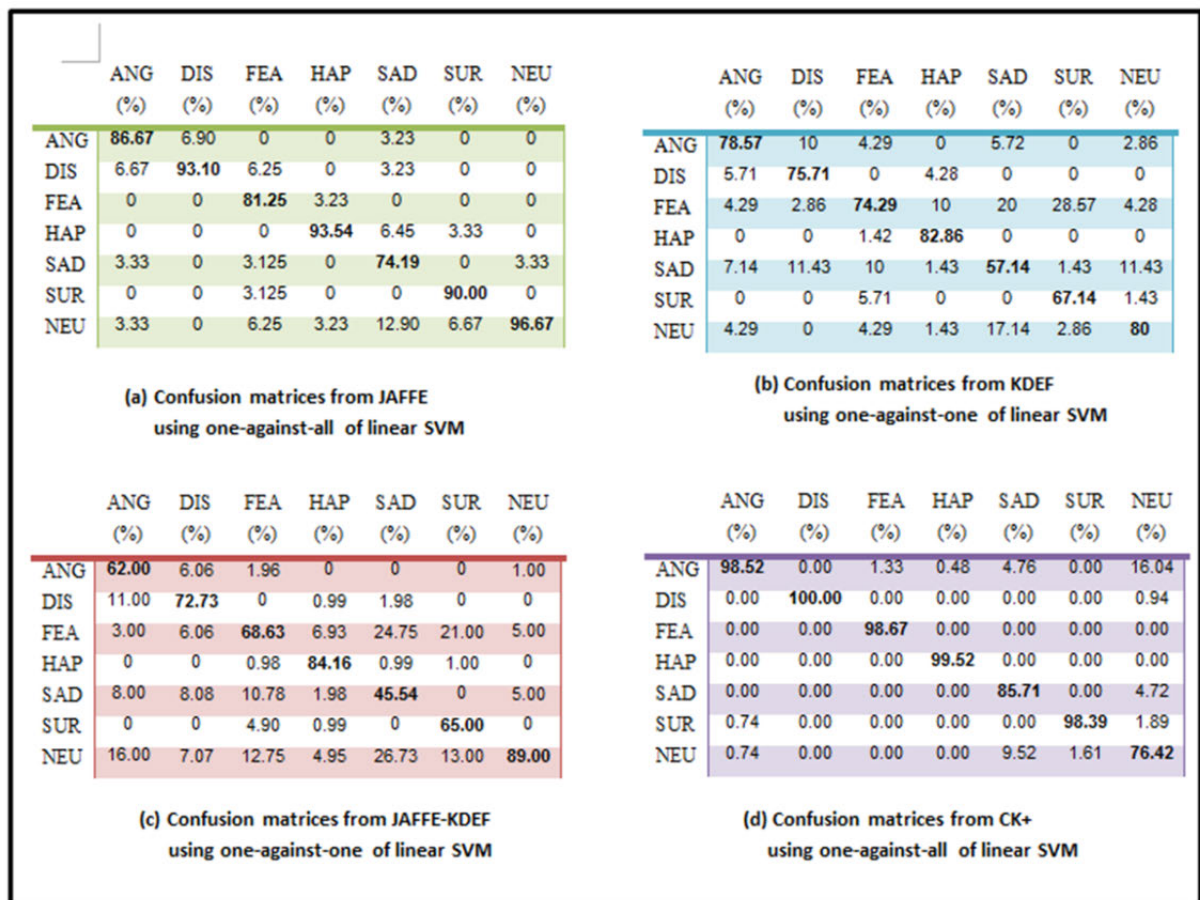 ANG DIS FEA HAP SAD SUR NEU
(%) (%) (%) (%) (%) (%) (%)
ANG 86.67 6.90 0 0 3.23 0 0
DIS 6.67 93.10 6.25 0 3.23 0 0
FEA 0 0 81.25 3.23 0 0 0
HAP 0 0 0 93.54 6.45 3.33 0
SAD 3.33 0 3.125 0 74.19 0 3.33
SUR 0 0 3.125 0 0 90.00 0
NEU 3.33 0 6.25 3.23 12.90 6.67 96.67
(a) Confusion matrices from JAFFE
using one-against-all of linear SVM
ANG DIS FEA HAP SAD SUR NEU
(%) (%) (%) (%) (%) (%) (%)
ANG 78.57 10 4.29 0 5.72 0 2.86
DIS 5.71 75.71 0 4.28 0 0 0
FEA 4.29 2.86 74.29 10 20 28.57 4.28
HAP 0 0 1.42 82.86 0 0 0
SAD 7.14 11.43 10 1.43 57.14 1.43 11.43
SUR 0 0 5.71 0 0 67.14 1.43
NEU 4.29 0 4.29 1.43 17.14 2.86 80
(b) Confusion matrices from KDEF
using one-against-one of linear SVM
ANG DIS FEA HAP SAD SUR NEU
(%) (%) (%) (%) (%) (%) (%)
ANG 62.00 6.06 1.96 0 0 0 1.00
DIS 11.00 72.73 0 0.99 1.98 0 0
FEA 3.00 6.06 68.63 6.93 24.75 21.00 5.00
HAP 0 0 0.98 84.16 0.99 1.00 0
SAD 8.00 8.08 10.78 1.98 45.54 0 5.00
SUR 0 0 4.90 0.99 0 65.00 0
NEU 16.00 7.07 12.75 4.95 26.73 13.00 89.00
(c) Confusion matrices from JAFFE-KDEF
using one-against-one of linear SVM
ANG DIS FEA HAP SAD SUR NEU
(%) (%) (%) (%) (%) (%) (%)
ANG 98.52 0.00 1.33 0.48 4.76 0.00 16.04
DIS 0.00 100.00 0.00 0.00 0.00 0.00 0.94
FEA 0.00 0.00 98.67 0.00 0.00 0.00 0.00
HAP 0.00 0.00 0.00 99.52 0.00 0.00 0.00
SAD 0.00 0.00 0.00 0.00 85.71 0.00 4.72
SUR 0.74 0.00 0.00 0.00 0.00 98.39 1.89
NEU 0.74 0.00 0.00 0.00 9.52 1.61 76.42
(d) Confusion matrices from CK+
using one-against-all of linear SVM